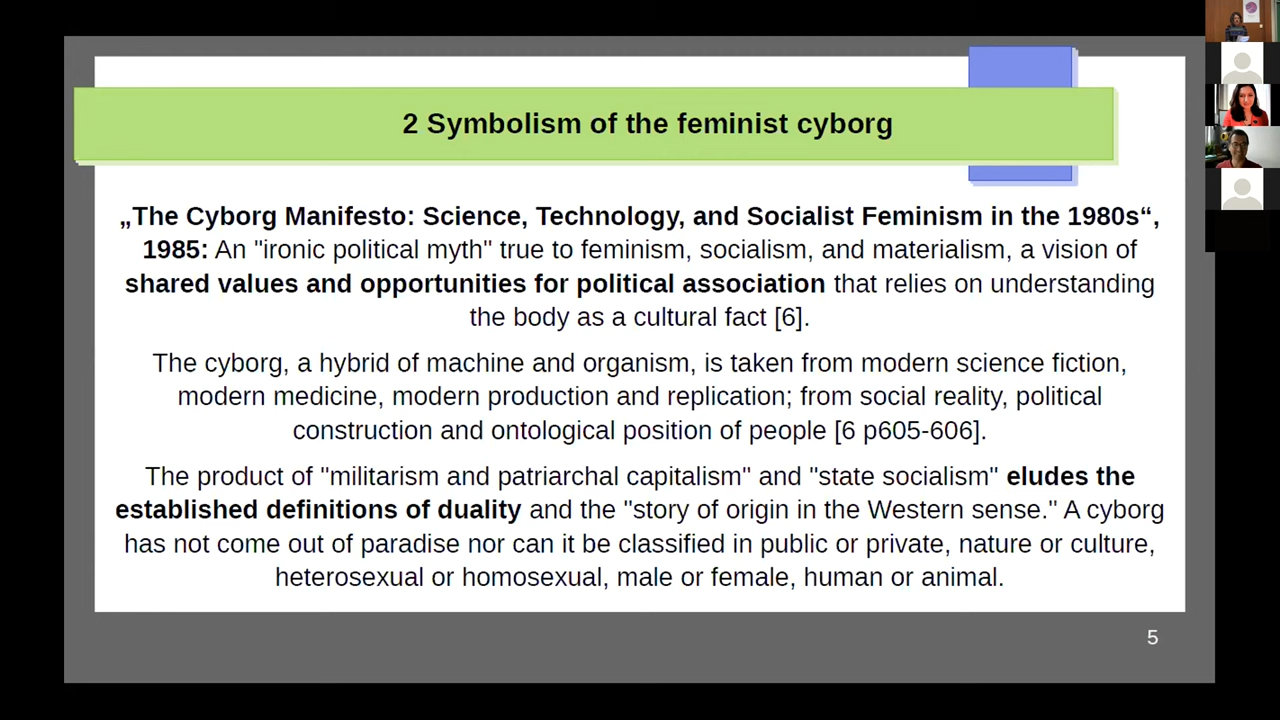 2 Symbolism of the feminist cyborg
„The Cyborg Manifesto: Science, Technology, and Socialist Feminism in the 1980s“,
1985: An "ironic political myth" true to feminism, socialism, and materialism, a vision of
shared values and opportunities for political association that relies on understanding
the body as a cultural fact [6].
The cyborg, a hybrid of machine and organism, is taken from modern science fiction,
modern medicine, modern production and replication; from social reality, political
construction and ontological position of people [6 p605-606].
The product of "militarism and patriarchal capitalism" and "state socialism" eludes the
established definitions of duality and the "story of origin in the Western sense." A cyborg
has not come out of paradise nor can it be classified in public or private, nature or culture,
heterosexual or homosexual, male or female, human or animal.
5